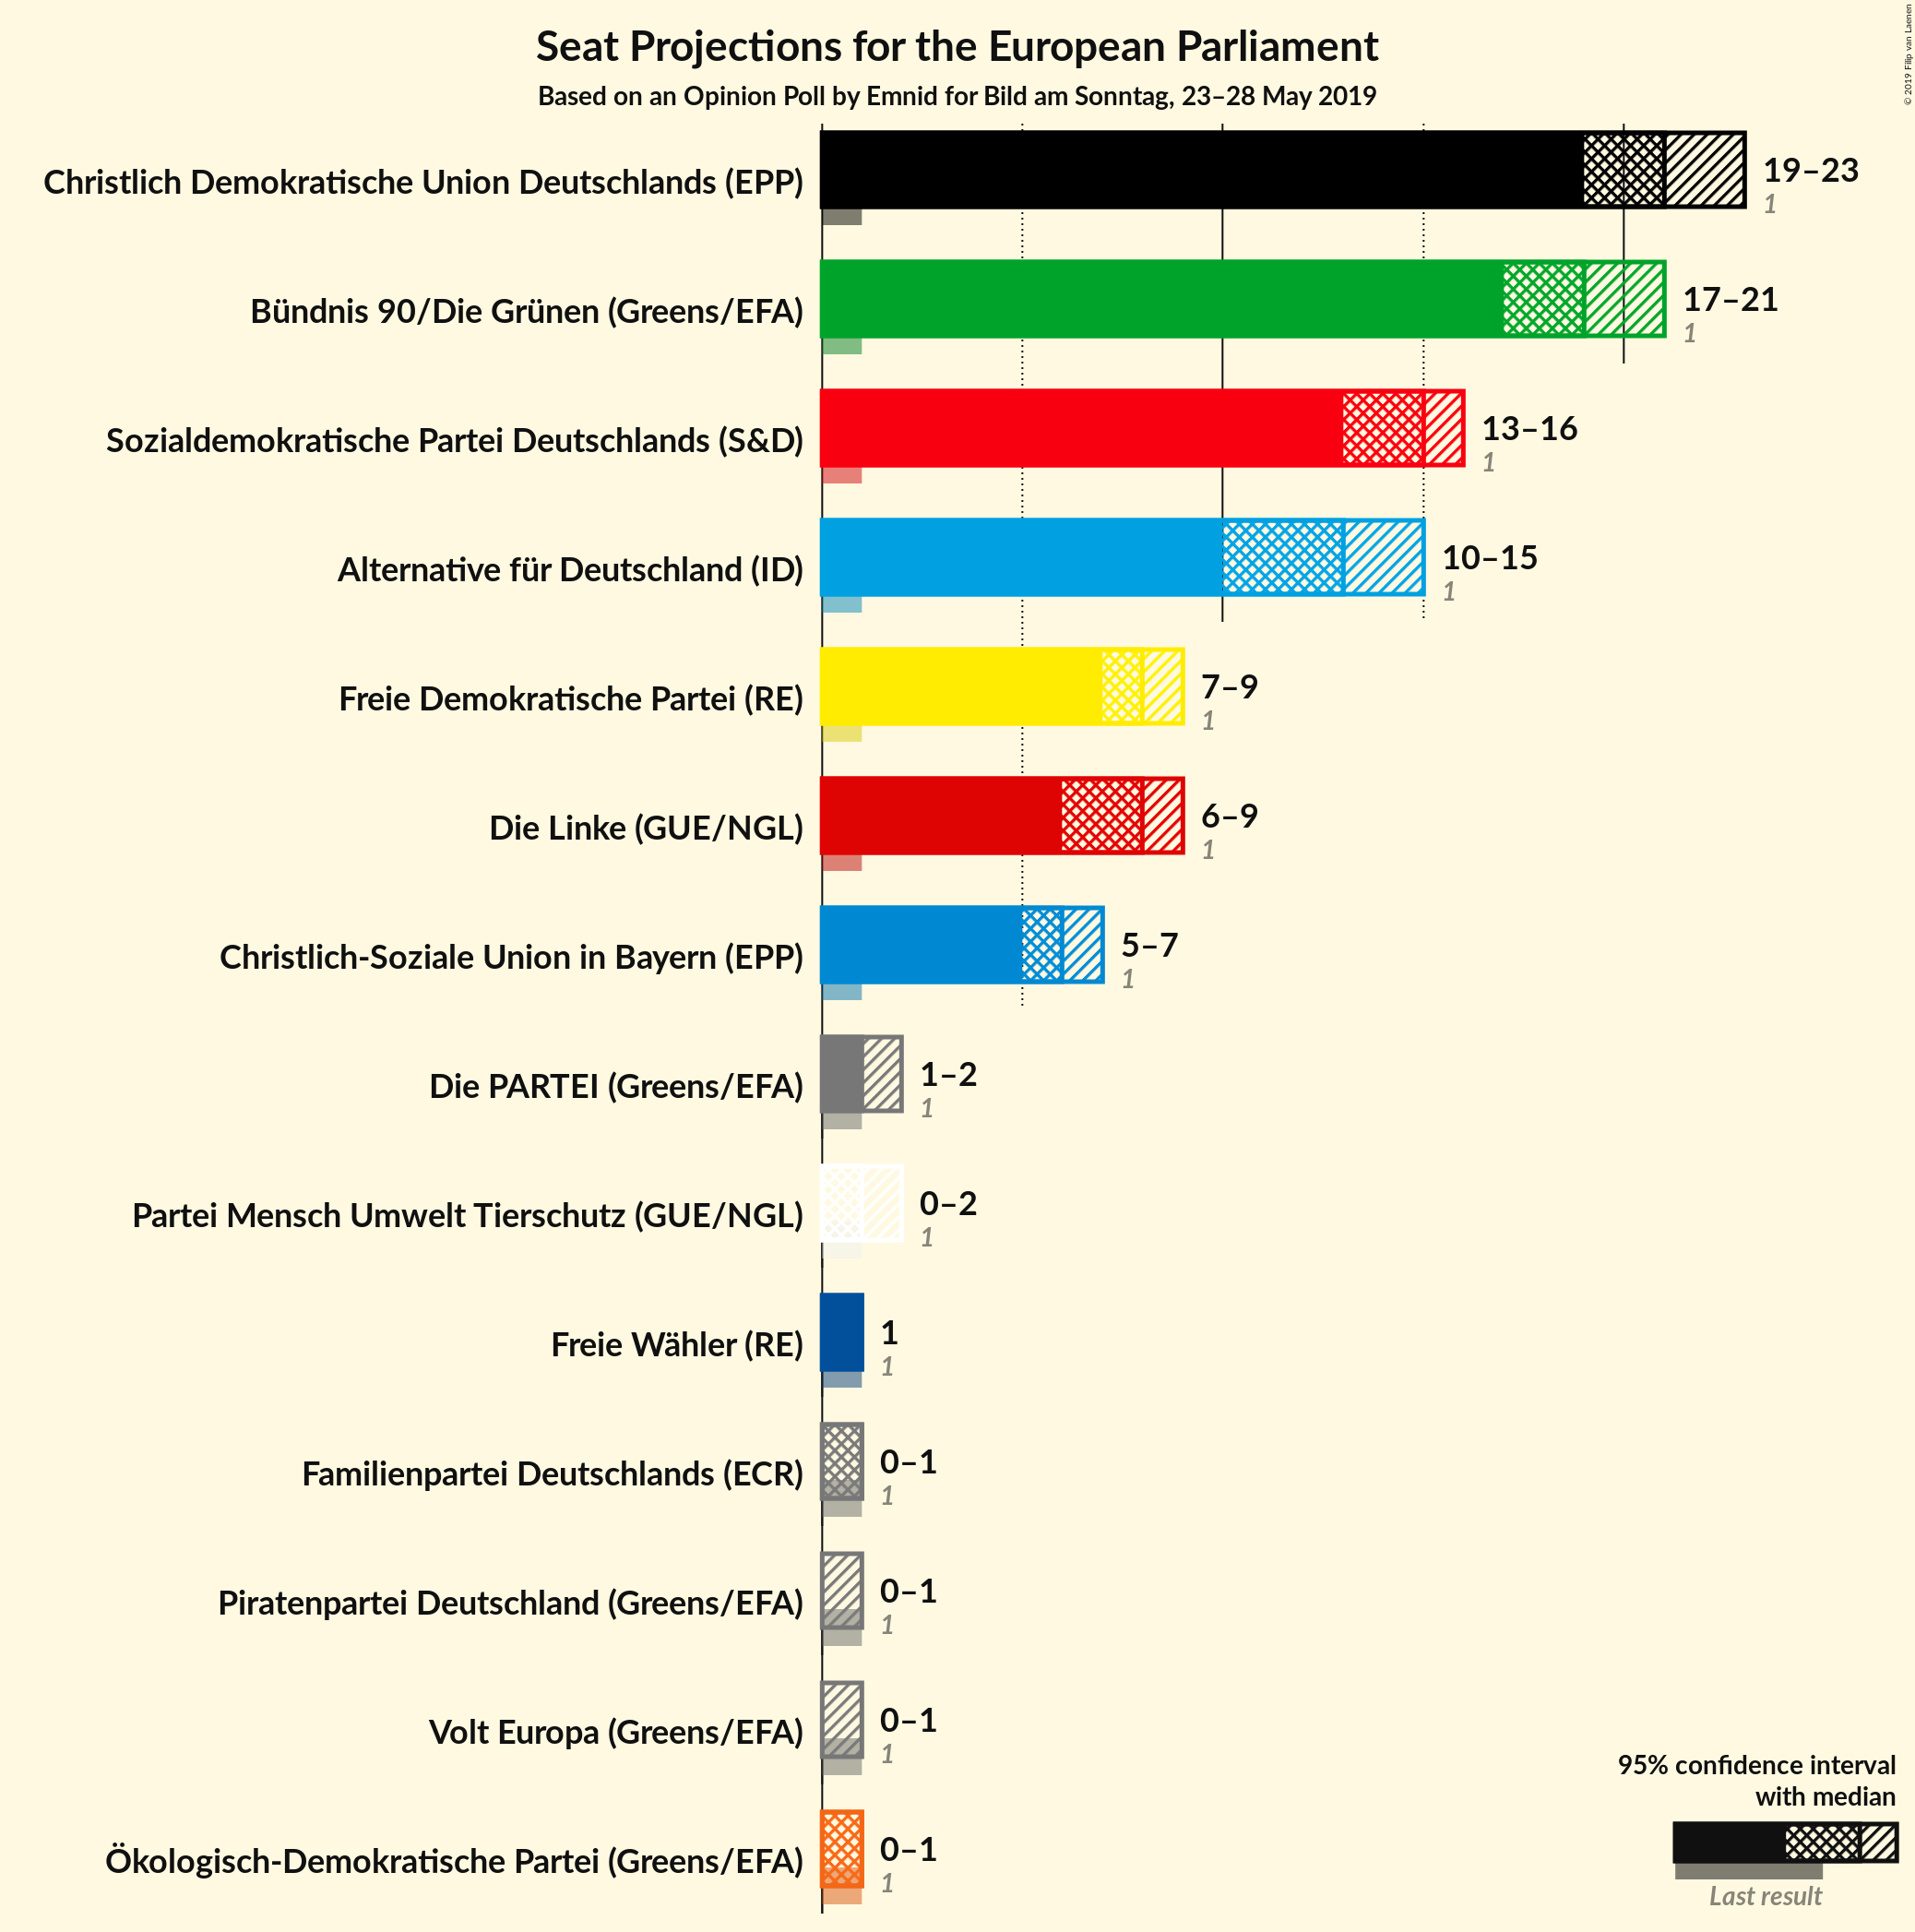 Seat Projections for the European Parliament
Based on an Opinion Poll by Emnid for Bild am Sonntag, 23–28 May 2019
© 2019 Filip van Laenen
Christlich Demokratische Union Deutschlands (EPP)
19–23
1
Bündnis 90/Die Grünen (Greens/EFA)
17–21
1
Sozialdemokratische Partei Deutschlands (S&D)
13–16
1
Alternative für Deutschland (ID)
10–15
1
Freie Demokratische Partei (RE)
7–9
1
Die Linke (GUE/NGL)
6–9
1
Christlich-Soziale Union in Bayern (EPP)
5–7
1
Die PARTEI (Greens/EFA)
1–2
1
Partei Mensch Umwelt Tierschutz (GUE/NGL)
0–2
1
Freie Wähler (RE)
1
1
Familienpartei Deutschlands (ECR)
0–1
1
Piratenpartei Deutschland (Greens/EFA)
0–1
1
Volt Europa (Greens/EFA)
0–1
1
Ökologisch-Demokratische Partei (Greens/EFA)
0–1
1
95% confidence interval
with median
Last result